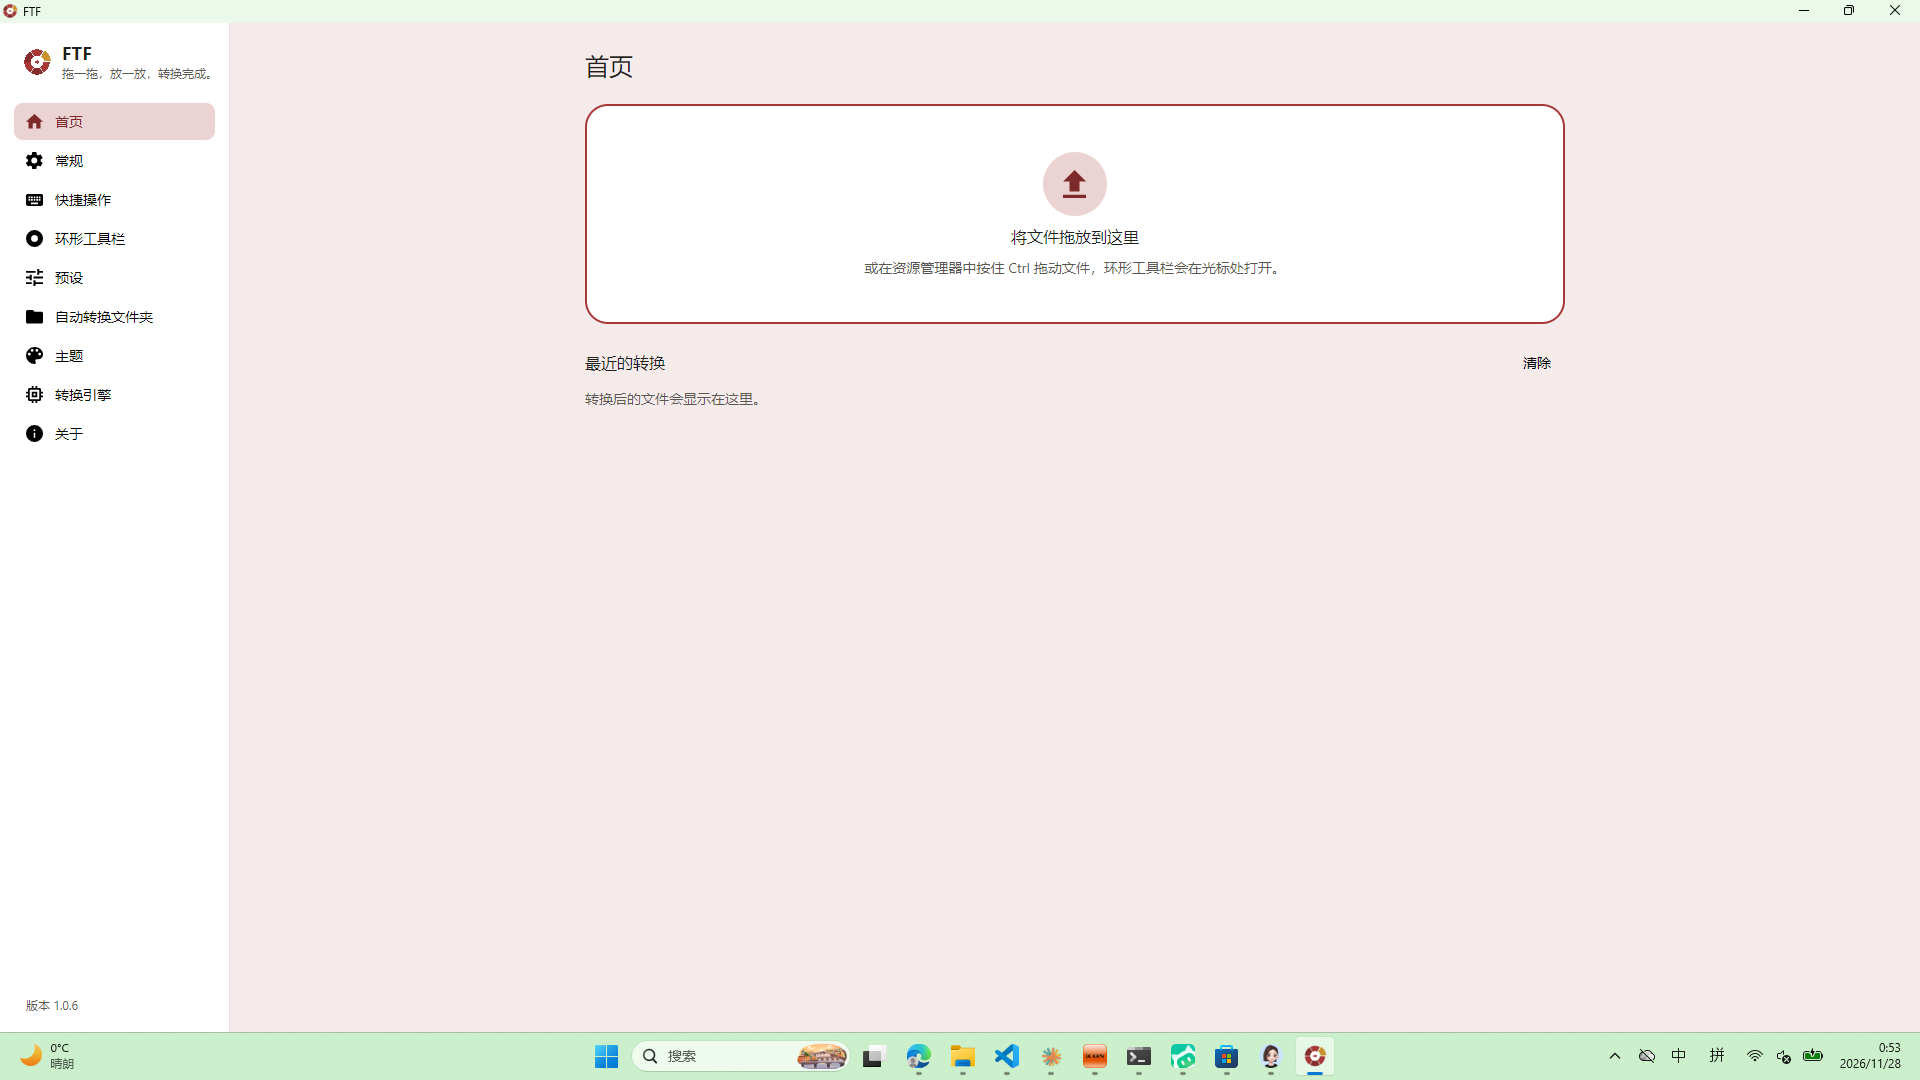 FTF
FTF
拖一拖，放一放，转换完成。
首页
常规
快捷操作
环形工具栏
预设
自动转换文件夹
主题
转换引擎
关于
版本 1.0.6
首页
将文件拖放到这里
或在资源管理器中按住 Ctrl 拖动文件，环形工具栏会在光标处打开。
最近的转换
清除
转换后的文件会显示在这里。
0°C
晴朗
搜索
ICON
中
拼
0:53
2026/11/28